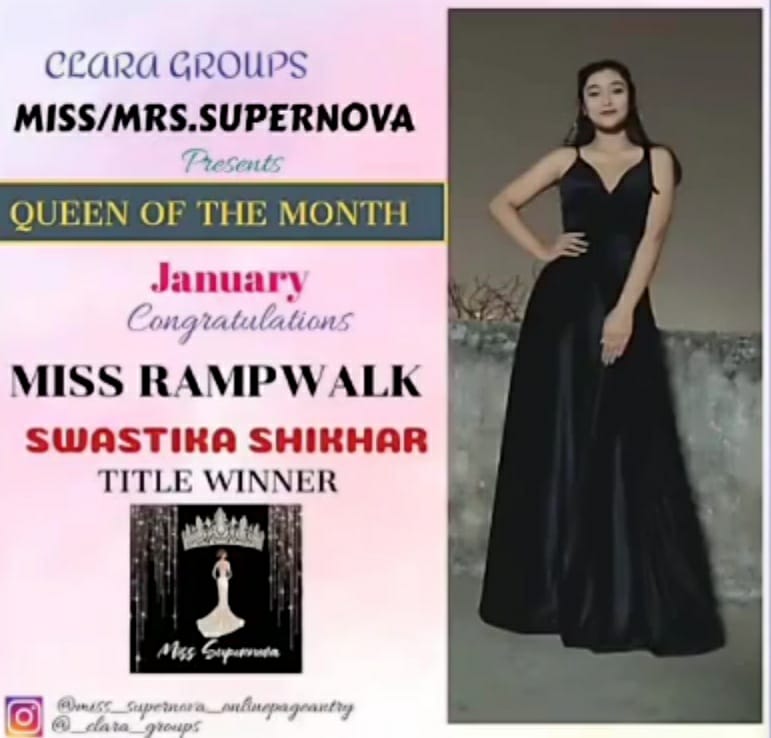 CLARA GROUPS
MISS/MRS.SUPERNOVA
Presents
QUEEN OF THE MONTH
January
Congratulations
MISS RAMPWALK
SWASTIKA SHIKHAR
TITLE WINNER
Miss Supernova
@miss_supernova_onlinepageantry
@_clara_groups